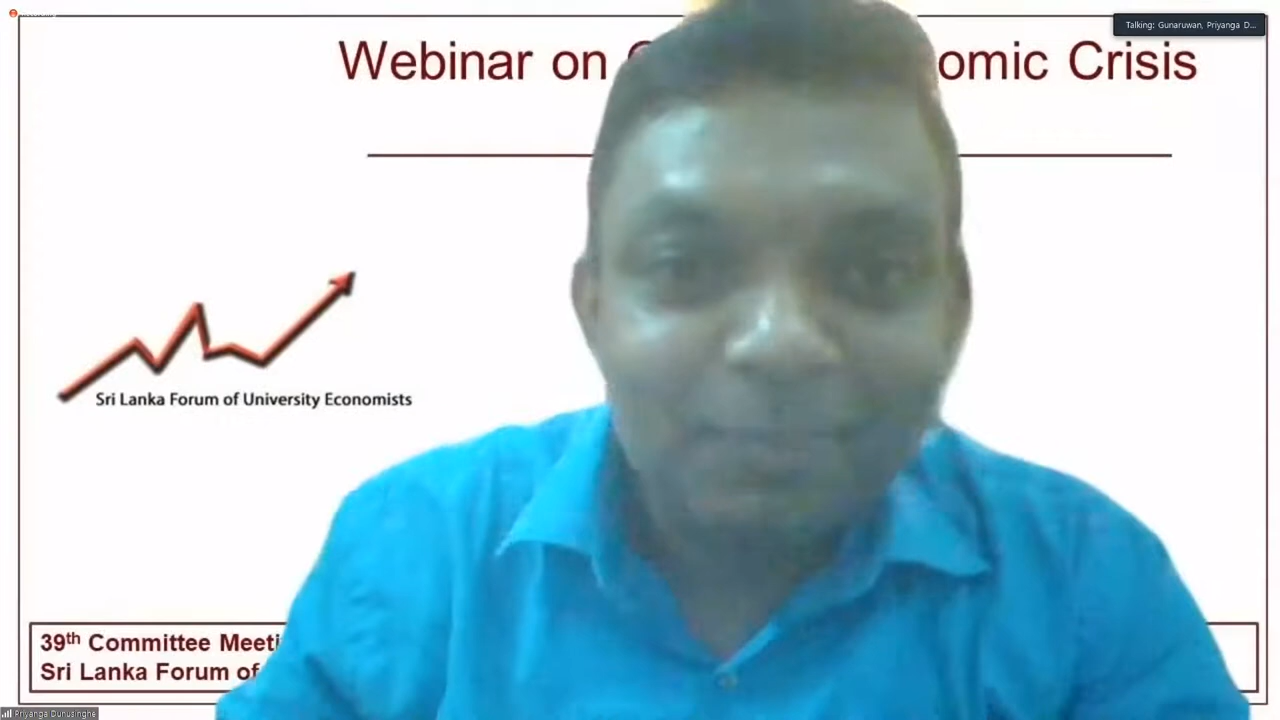 Talking: Gunaruwan, Priyanga D...
Webinar on
omic Crisis
Sri Lanka Forum of University Economists
39th Committee Meeti
Sri Lanka Forum of
Priyanga Dunusinghe